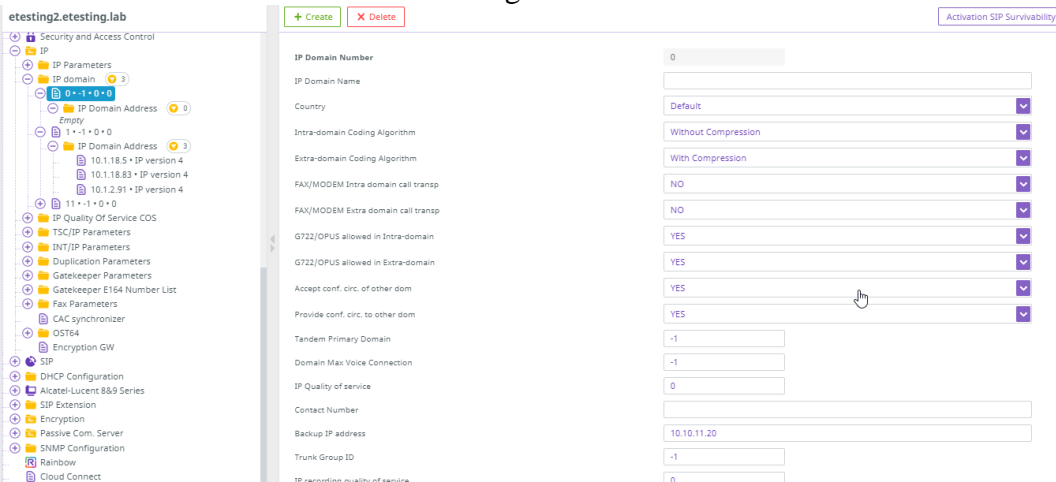 etesting2.etesting.lab
Security and Access Control
IP
IP Parameters
IP domain 3
0 • -1 • 0 • 0
IP Domain Address 0
Empty
1 • -1 • 0 • 0
IP Domain Address 3
10.1.18.5 • IP version 4
10.1.18.83 • IP version 4
10.1.2.91 • IP version 4
11 • -1 • 0 • 0
IP Quality Of Service COS
TSC/IP Parameters
INT/IP Parameters
Duplication Parameters
Gatekeeper Parameters
Gatekeeper E164 Number List
Fax Parameters
CAC synchronizer
OST64
Encryption GW
SIP
DHCP Configuration
Alcatel-Lucent 8&9 Series
SIP Extension
Encryption
Passive Com. Server
SNMP Configuration
Rainbow
Cloud Connect
+ Create X Delete Activation SIP Survivability
IP Domain Number 0
IP Domain Name
Country Default
Intra-domain Coding Algorithm Without Compression
Extra-domain Coding Algorithm With Compression
FAX/MODEM Intra domain call transp NO
FAX/MODEM Extra domain call transp NO
G722/OPUS allowed in Intra-domain YES
G722/OPUS allowed in Extra-domain YES
Accept conf. circ. of other dom YES
Provide conf. circ. to other dom YES
Tandem Primary Domain -1
Domain Max Voice Connection -1
IP Quality of service 0
Contact Number
Backup IP address 10.10.11.20
Trunk Group ID -1
IP recording quality of service 0